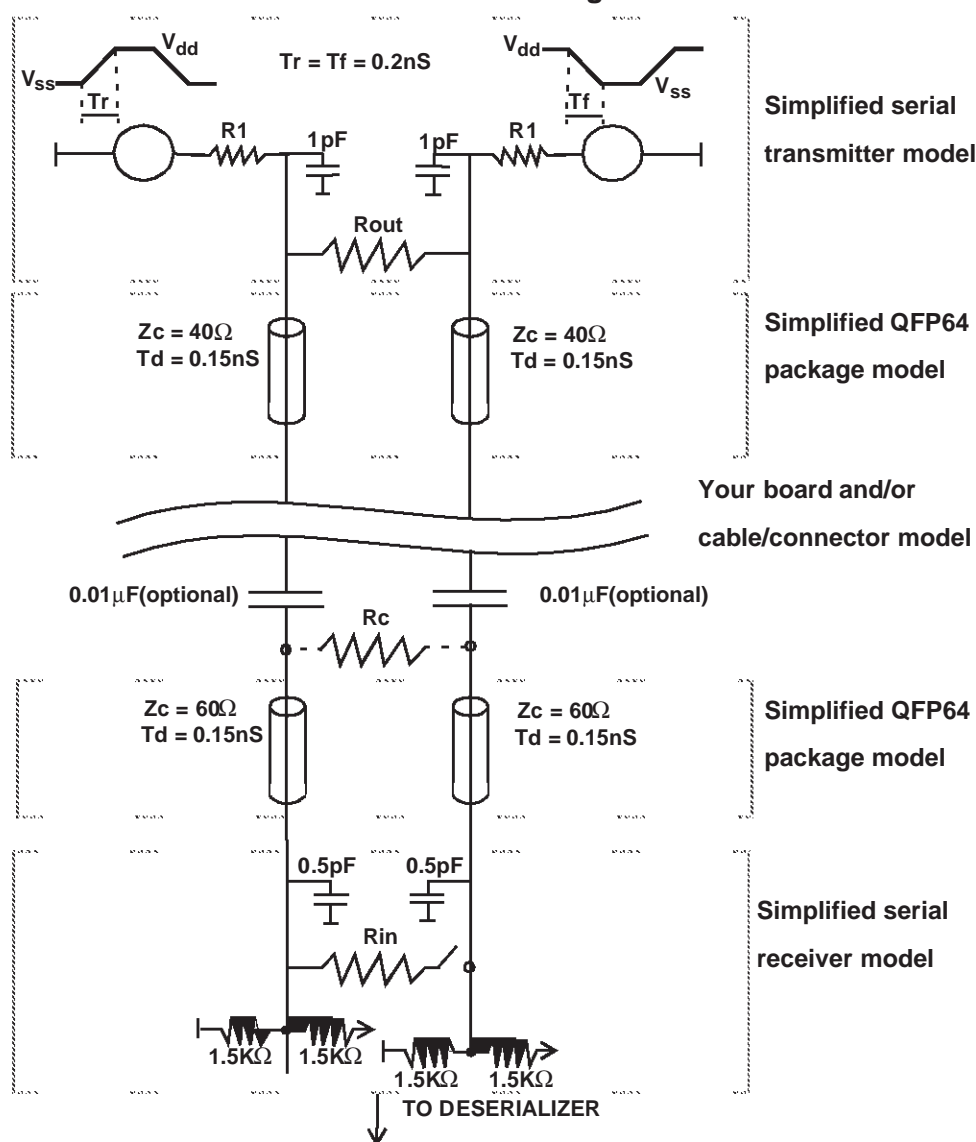 Vdd
Vss
Tr
Tr = Tf = 0.2nS
Vdd
Vss
Tf
Simplified serial
transmitter model
R1
1pF
1pF
R1
Rout
Zc = 40Ω
Td = 0.15nS
Zc = 40Ω
Td = 0.15nS
Simplified QFP64
package model
Your board and/or
cable/connector model
0.01μF(optional)
0.01μF(optional)
Rc
Zc = 60Ω
Td = 0.15nS
Zc = 60Ω
Td = 0.15nS
Simplified QFP64
package model
0.5pF
0.5pF
Rin
Simplified serial
receiver model
1.5KΩ
1.5KΩ
1.5KΩ
1.5KΩ
TO DESERIALIZER